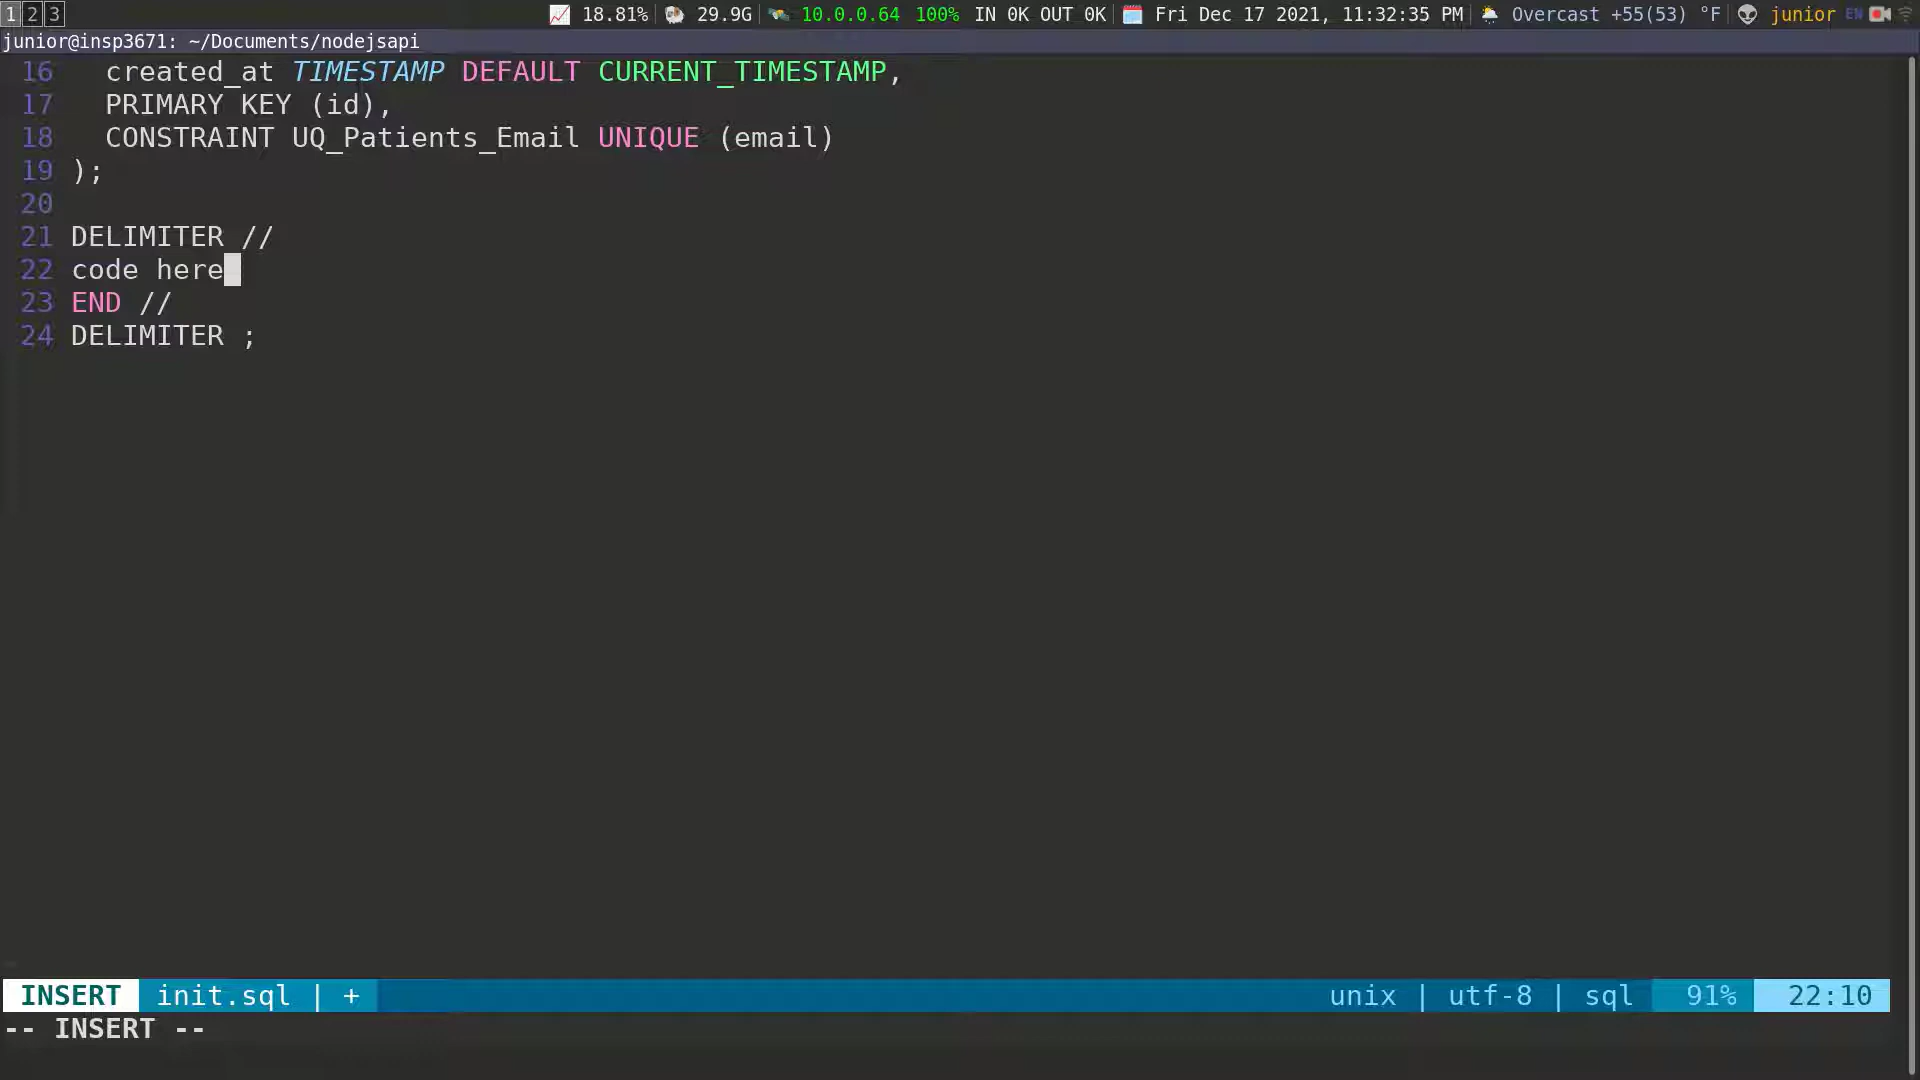 1 2 3 18.81% 29.9G 10.0.0.64 100% IN 0K OUT 0K Fri Dec 17 2021, 11:32:35 PM Overcast +55(53) °F junior EN
junior@insp3671: ~/Documents/nodejsapi
16 created_at TIMESTAMP DEFAULT CURRENT_TIMESTAMP,
17 PRIMARY KEY (id),
18 CONSTRAINT UQ_Patients_Email UNIQUE (email)
19 );
20
21 DELIMITER //
22 code here
23 END //
24 DELIMITER ;
INSERT init.sql | + unix | utf-8 | sql 91% 22:10
-- INSERT --